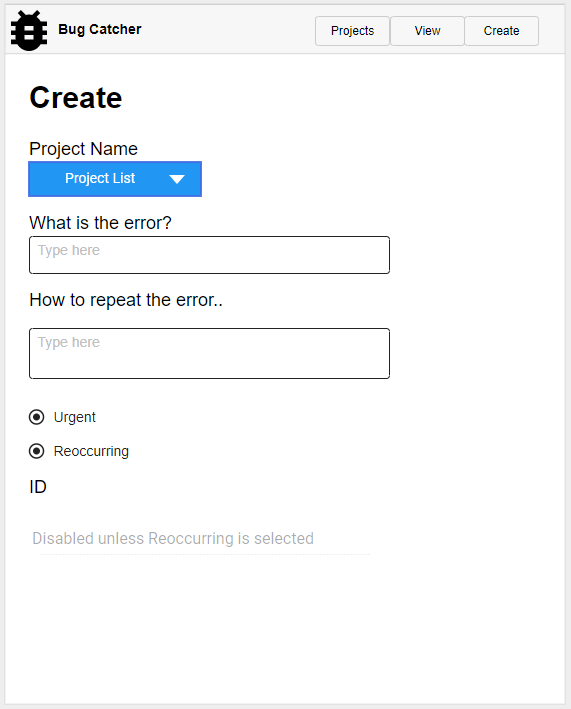 Bug Catcher
Projects
View
Create
Create
Project Name
Project List
What is the error?
Type here
How to repeat the error..
Type here
Urgent
Reoccurring
ID
Disabled unless Reoccurring is selected